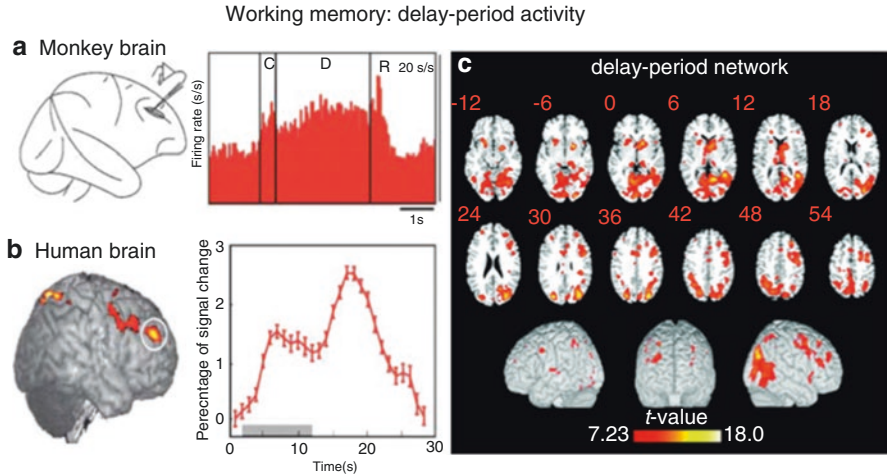 Working memory: delay-period activity
a Monkey brain
C D R 20 s/s
Firing rate (s/s)
1s
b Human brain
Perecntage of signal change
3
2
1
0
0 10 20 30
Time(s)
c delay-period network
-12 -6 0 6 12 18
24 30 36 42 48 54
t-value
7.23 18.0